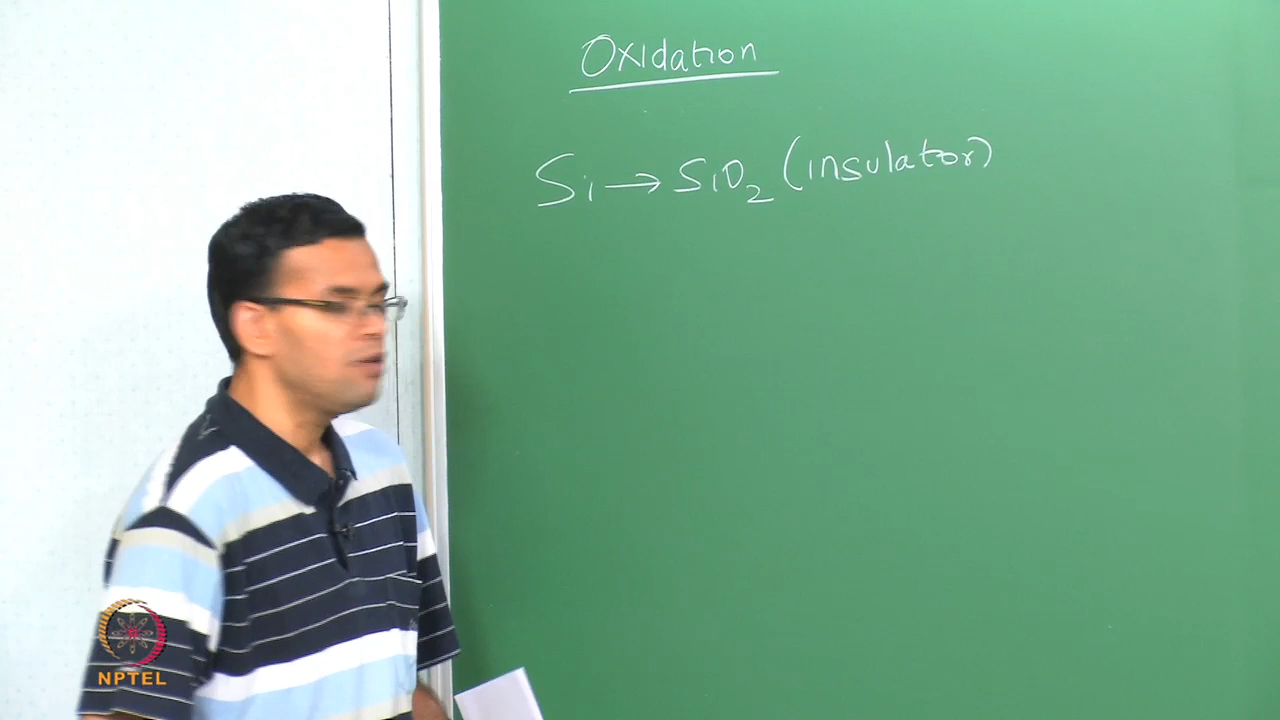 Oxidation
Si → SiO2 (insulator)
NPTEL